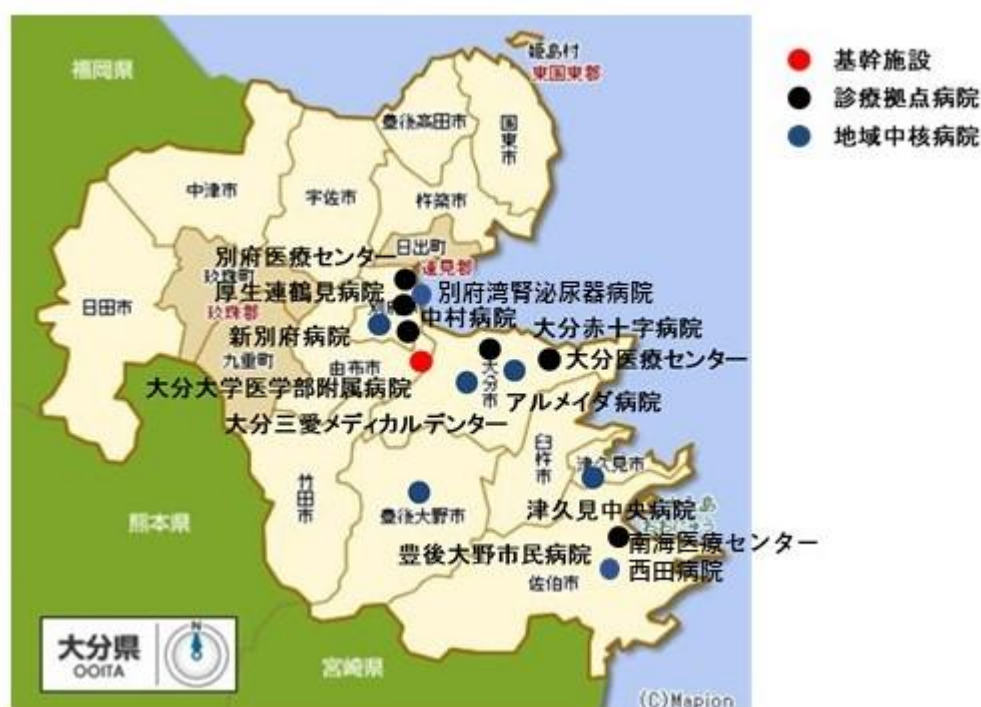 福岡県
姫島村
東国東郡
基幹施設
診療拠点病院
地域中核病院
豊後高田市
国東市
中津市
宇佐市
杵築市
日出町
速見郡
別府医療センター
玖珠町
別府湾腎泌尿器病院
厚生連鶴見病院
日田市
玖珠郡
中村病院
大分赤十字病院
新別府病院
九重町
由布市
大分医療センター
大分市
大分大学医学部附属病院
アルメイダ病院
大分三愛メディカルデンター
臼杵市
津久見市
竹田市
熊本県
豊後大野市
津久見中央病院
島
南海医療センター
豊後大野市民病院
西田病院
佐伯市
大分県
OOITA
N
宮崎県
(C)Mapion